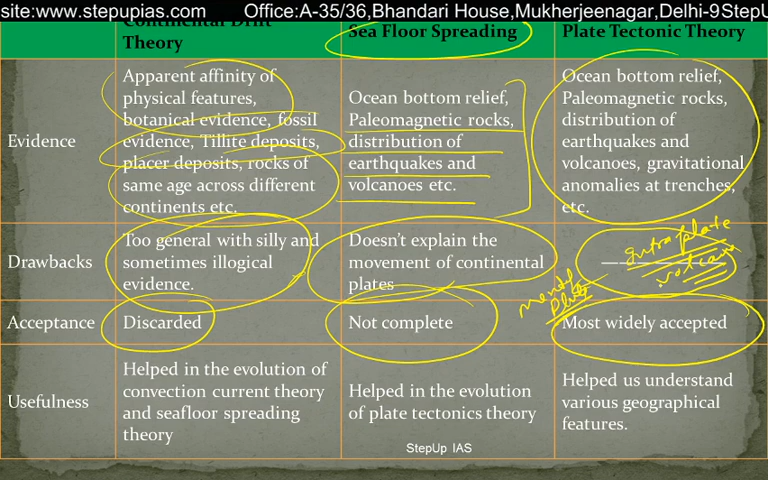 site:www.stepupias.com Office:A-35/36,Bhandari House,Mukherjeenagar,Delhi-9StepU
Continental Drift
Theory
Sea Floor Spreading
Plate Tectonic Theory
Evidence
Apparent affinity of
physical features,
botanical evidence, fossil
evidence, Tillite deposits,
placer deposits, rocks of
same age across different
continents etc.
Ocean bottom relief,
Paleomagnetic rocks,
distribution of
earthquakes and
volcanoes etc.
Ocean bottom relief,
Paleomagnetic rocks,
distribution of
earthquakes and
volcanoes, gravitational
anomalies at trenches,
etc.
Drawbacks
Too general with silly and
sometimes illogical
evidence.
Doesn't explain the
movement of continental
plates
—
plate
Acceptance
Discarded
Not complete
Most widely accepted
Usefulness
Helped in the evolution of
convection current theory
and seafloor spreading
theory
Helped in the evolution
of plate tectonics theory
Helped us understand
various geographical
features.
StepUp IAS